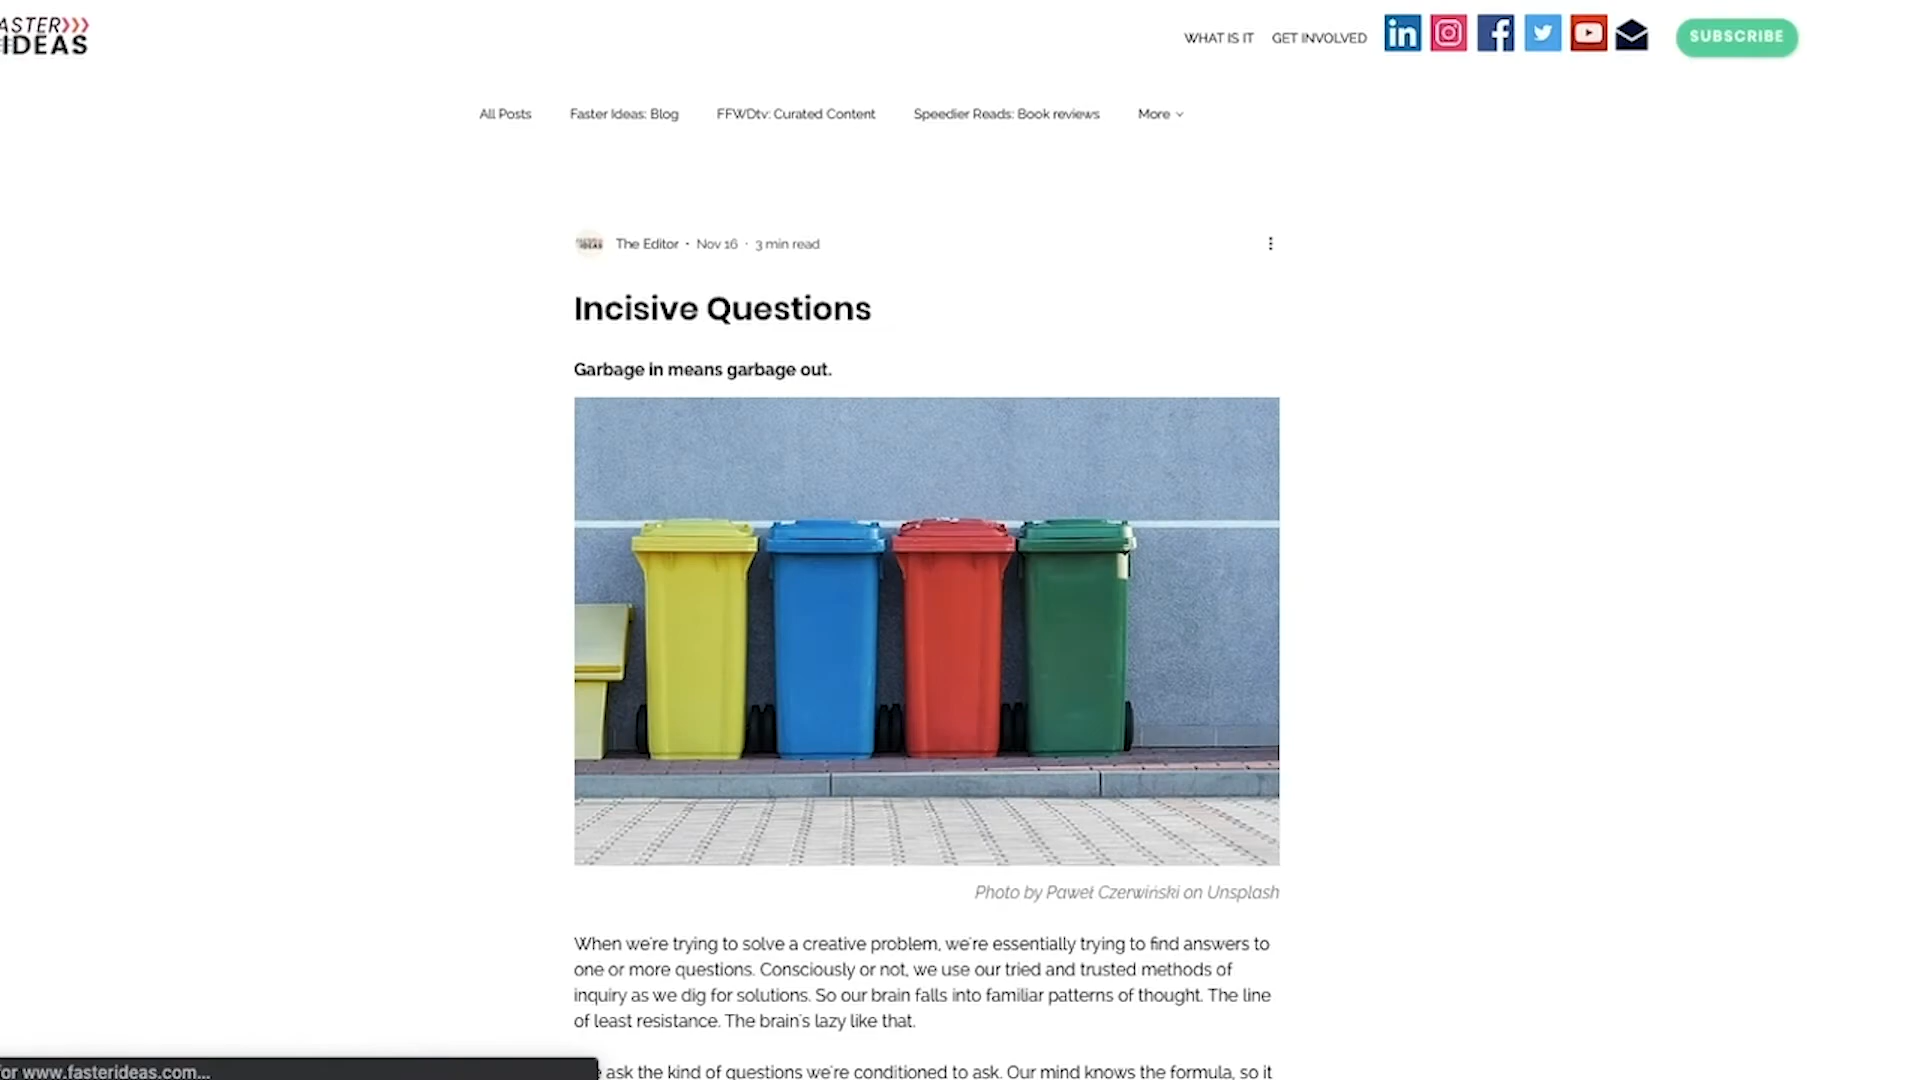 ASTER
IDEAS
WHAT IS IT GET INVOLVED
SUBSCRIBE
All Posts Faster Ideas: Blog FFWDtv: Curated Content Speedier Reads: Book reviews More
The Editor · Nov 16 · 3 min read
Incisive Questions
Garbage in means garbage out.
Photo by Paweł Czerwiński on Unsplash
When we're trying to solve a creative problem, we're essentially trying to find answers to
one or more questions. Consciously or not, we use our tried and trusted methods of
inquiry as we dig for solutions. So our brain falls into familiar patterns of thought. The line
of least resistance. The brain's lazy like that.
ask the kind of questions we're conditioned to ask. Our mind knows the formula, so it
or www.fasterideas.com...